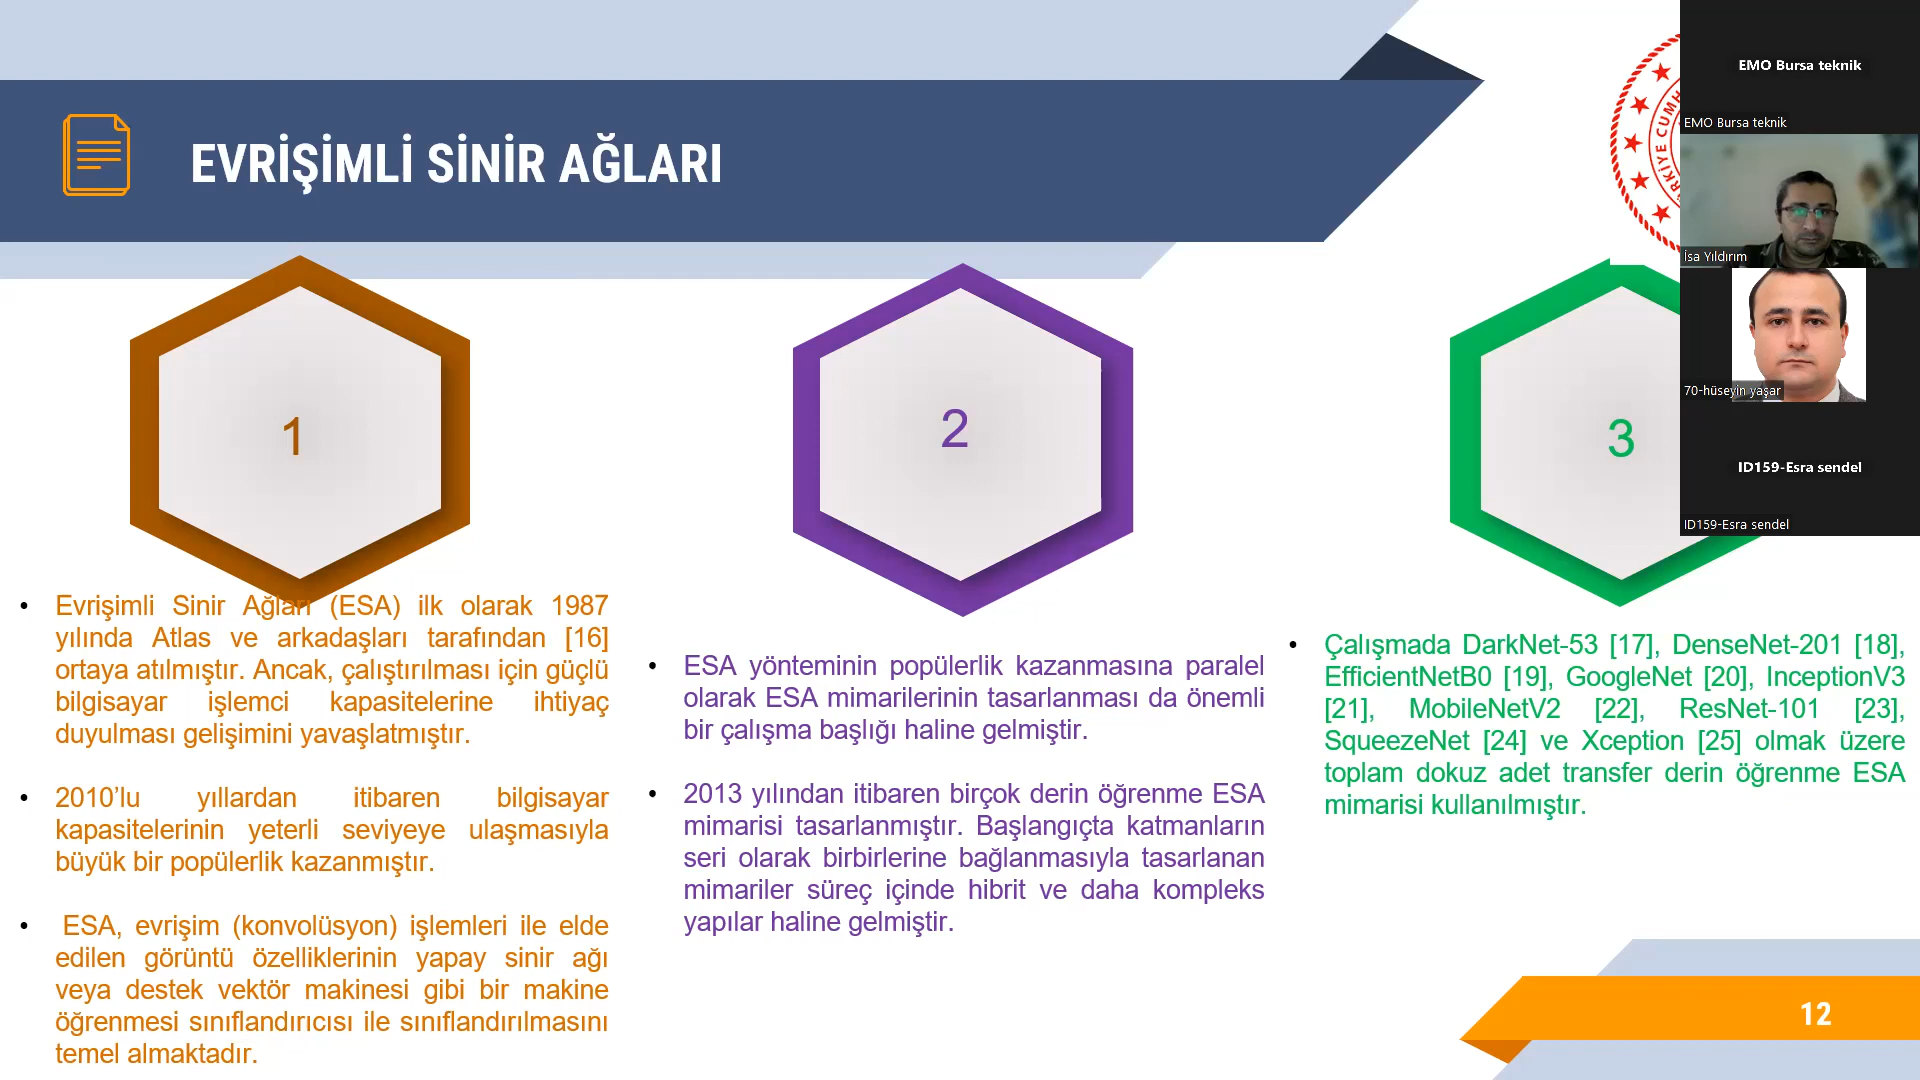 EVRİŞİMLİ SİNİR AĞLARI
1
Evrişimli Sinir Ağları (ESA) ilk olarak 1987
yılında Atlas ve arkadaşları tarafından [16]
ortaya atılmıştır. Ancak, çalıştırılması için güçlü
bilgisayar işlemci kapasitelerine ihtiyaç
duyulması gelişimini yavaşlatmıştır.
2010’lu yıllardan itibaren bilgisayar
kapasitelerinin yeterli seviyeye ulaşmasıyla
büyük bir popülerlik kazanmıştır.
ESA, evrişim (konvolüsyon) işlemleri ile elde
edilen görüntü özelliklerinin yapay sinir ağı
veya destek vektör makinesi gibi bir makine
öğrenmesi sınıflandırıcısı ile sınıflandırılmasını
temel almaktadır.
2
ESA yönteminin popülerlik kazanmasına paralel
olarak ESA mimarilerinin tasarlanması da önemli
bir çalışma başlığı haline gelmiştir.
2013 yılından itibaren birçok derin öğrenme ESA
mimarisi tasarlanmıştır. Başlangıçta katmanların
seri olarak birbirlerine bağlanmasıyla tasarlanan
mimariler süreç içinde hibrit ve daha kompleks
yapılar haline gelmiştir.
3
Çalışmada DarkNet-53 [17], DenseNet-201 [18],
EfficientNetB0 [19], GoogleNet [20], InceptionV3
[21], MobileNetV2 [22], ResNet-101 [23],
SqueezeNet [24] ve Xception [25] olmak üzere
toplam dokuz adet transfer derin öğrenme ESA
mimarisi kullanılmıştır.
12
EMO Bursa teknik
EMO Bursa teknik
İsa Yıldırım
70-hüseyin yaşar
ID159-Esra sendel
ID159-Esra sendel